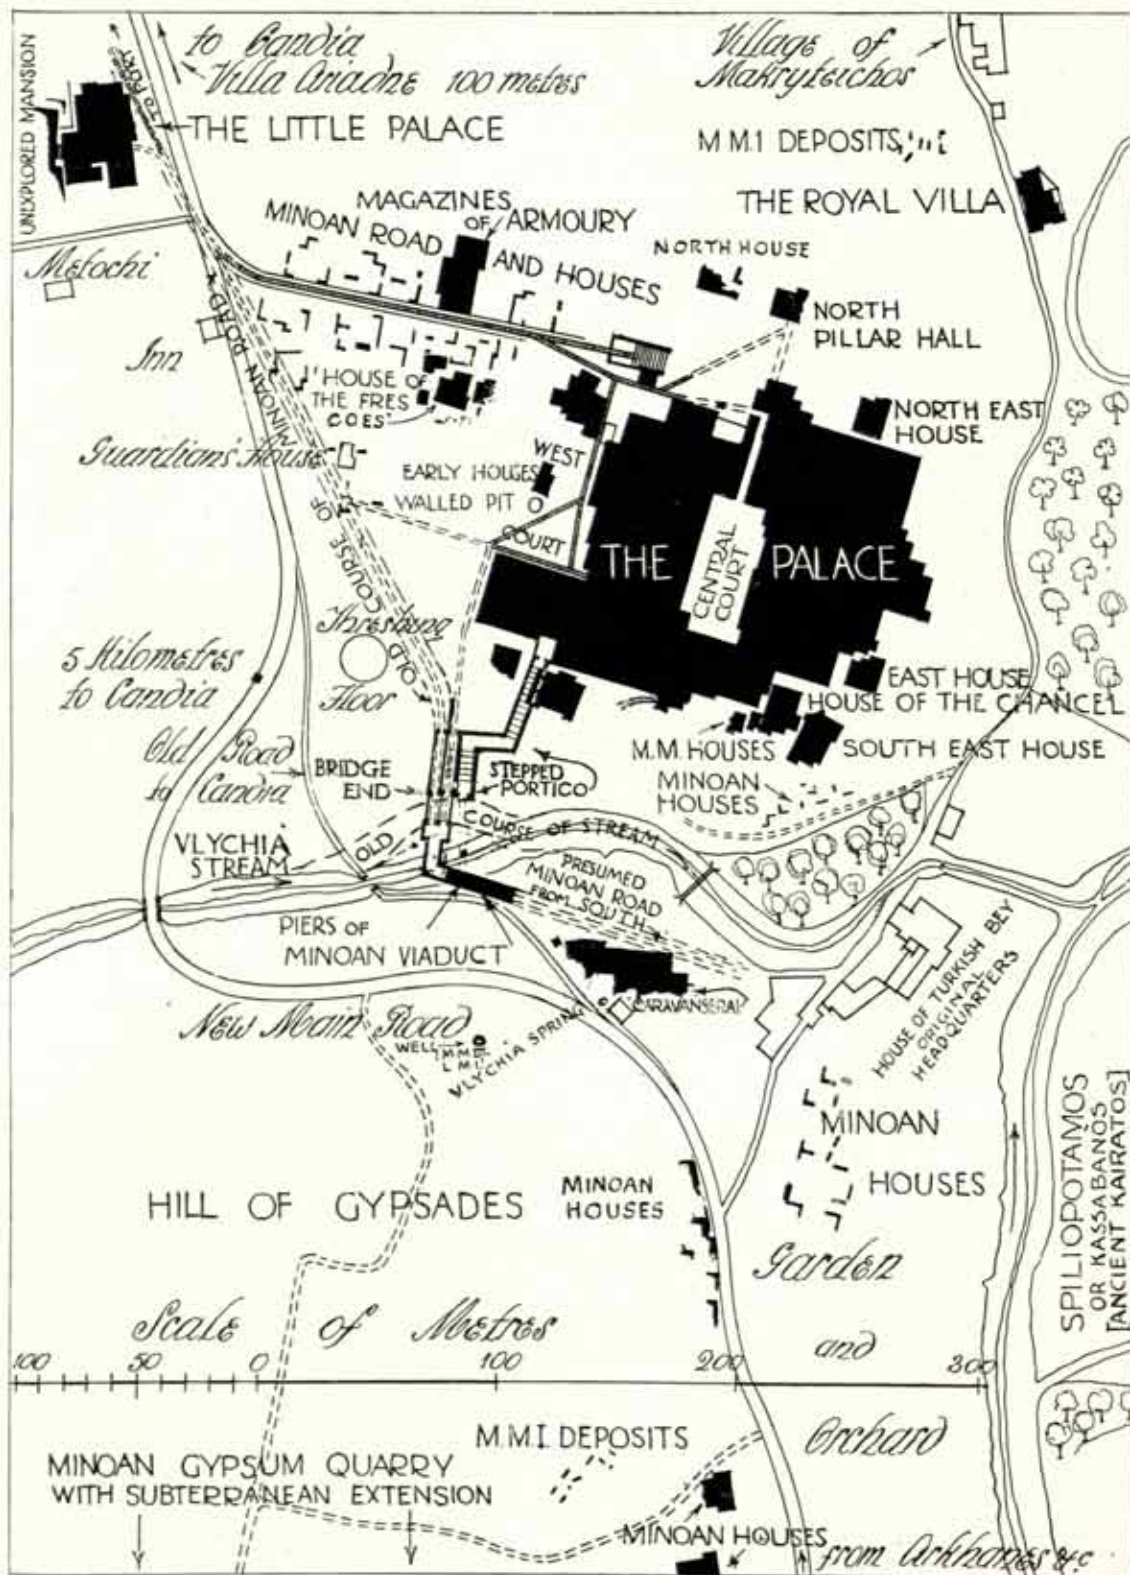 UNEXPLORED MANSION
to Candia
Villa Ariadne 100 metres
TO PORT
THE LITTLE PALACE
Village of
Makryteichos
M M.1 DEPOSITS
THE ROYAL VILLA
MAGAZINES
OF ARMOURY
MINOAN ROAD AND HOUSES
NORTH HOUSE
NORTH
PILLAR HALL
Metochi
Inn
'HOUSE OF
THE FRES
COES'
NORTH EAST
HOUSE
Guardian's House
WEST
COURT
EARLY HOUSES
WALLED PIT
OLD COURSE OF MINOAN ROAD
THE PALACE
CENTRAL
COURT
Threshing
Floor
5 Kilometres
to Candia
EAST HOUSE
HOUSE OF THE CHANCEL
SOUTH EAST HOUSE
M.M. HOUSES
MINOAN
HOUSES
Old Road
to Candia
BRIDGE
END
STEPPED
PORTICO
VLYCHIA
STREAM
OLD COURSE OF STREAM
PRESUMED
MINOAN ROAD
FROM SOUTH
PIERS OF
MINOAN VIADUCT
'CARAVANSERAI'
New Main Road
WELL
VLYCHIA SPRING
HOUSE OF TURKISH BEY
ORIGINAL
HEADQUARTERS
MINOAN
HOUSES
SPILIOPOTAMOS
OR KASSABANOS
[ANCIENT KAIRATOS]
HILL OF GYPSADES
MINOAN
HOUSES
Garden
and
Orchard
Scale of Metres
100 50 0 100 200 300
M.M.I. DEPOSITS
MINOAN GYPSUM QUARRY
WITH SUBTERRANEAN EXTENSION
MINOAN HOUSES
from Arkhanes &c